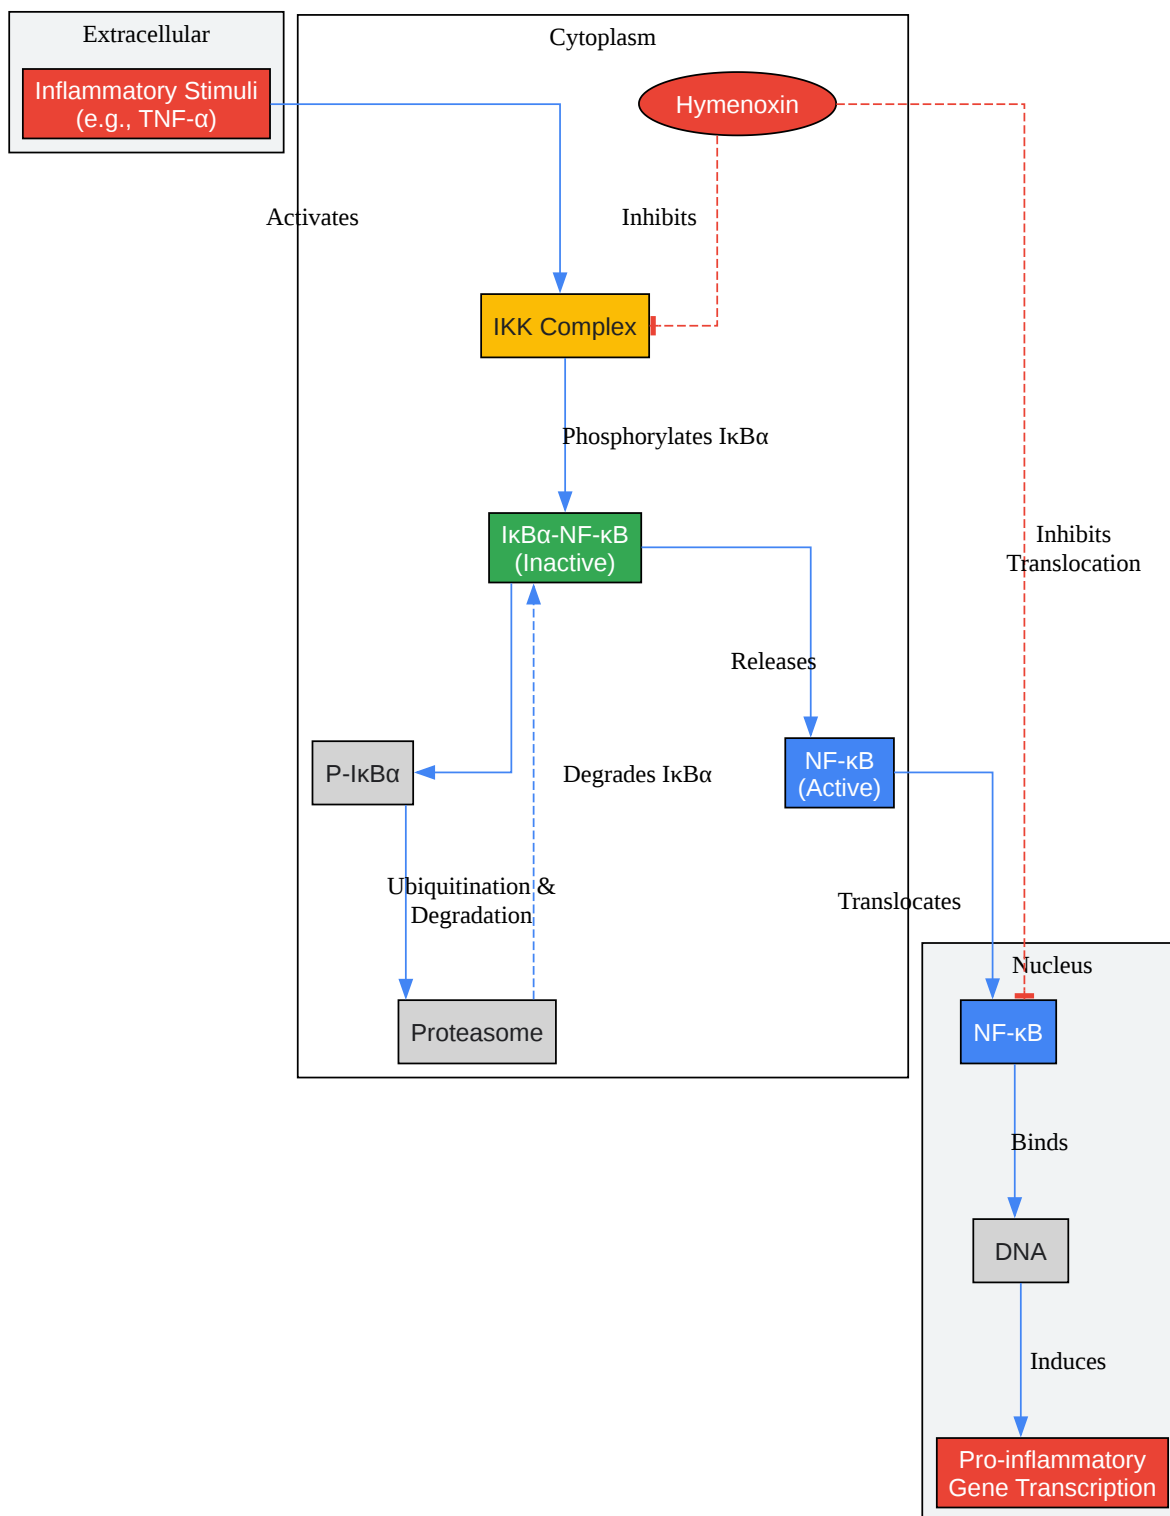 Extracellular
Inflammatory Stimuli
(e.g., TNF-α)
Cytoplasm
Hymenoxin
Activates
Inhibits
IKK Complex
Phosphorylates IκBα
IκBα-NF-κB
(Inactive)
Inhibits
Translocation
Releases
P-IκBα
Degrades IκBα
NF-κB
(Active)
Ubiquitination &
Degradation
Translocates
Nucleus
Proteasome
NF-κB
Binds
DNA
Induces
Pro-inflammatory
Gene Transcription